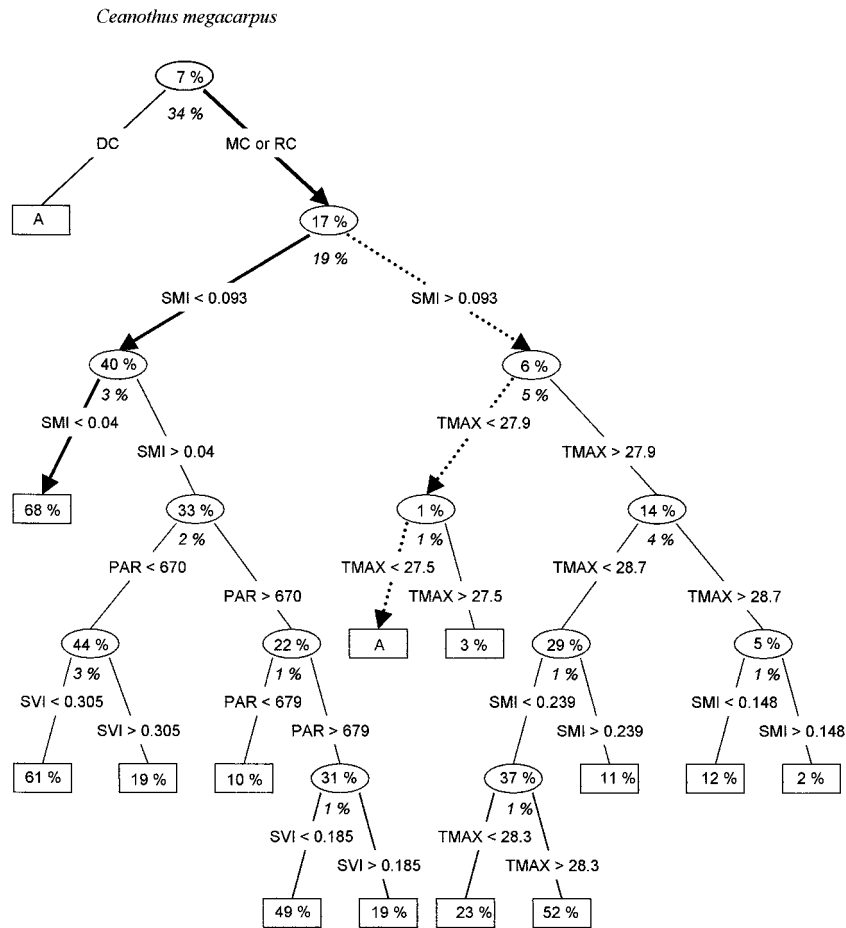 Ceanothus megacarpus
7 %
34 %
DC
MC or RC
A
17 %
19 %
SMI < 0.093
SMI > 0.093
40 %
6 %
3 %
5 %
SMI < 0.04
TMAX < 27.9
SMI > 0.04
TMAX > 27.9
68 %
33 %
1 %
14 %
2 %
1 %
4 %
PAR < 670
TMAX < 27.5
TMAX < 28.7
PAR > 670
TMAX > 27.5
TMAX > 28.7
44 %
22 %
A
3 %
29 %
5 %
3 %
1 %
1 %
1 %
SVI < 0.305
PAR < 679
SMI < 0.239
SMI < 0.148
SVI > 0.305
PAR > 679
SMI > 0.239
SMI > 0.148
61 %
19 %
10 %
31 %
37 %
11 %
12 %
2 %
1 %
1 %
SVI < 0.185
TMAX < 28.3
SVI > 0.185
TMAX > 28.3
49 %
19 %
23 %
52 %